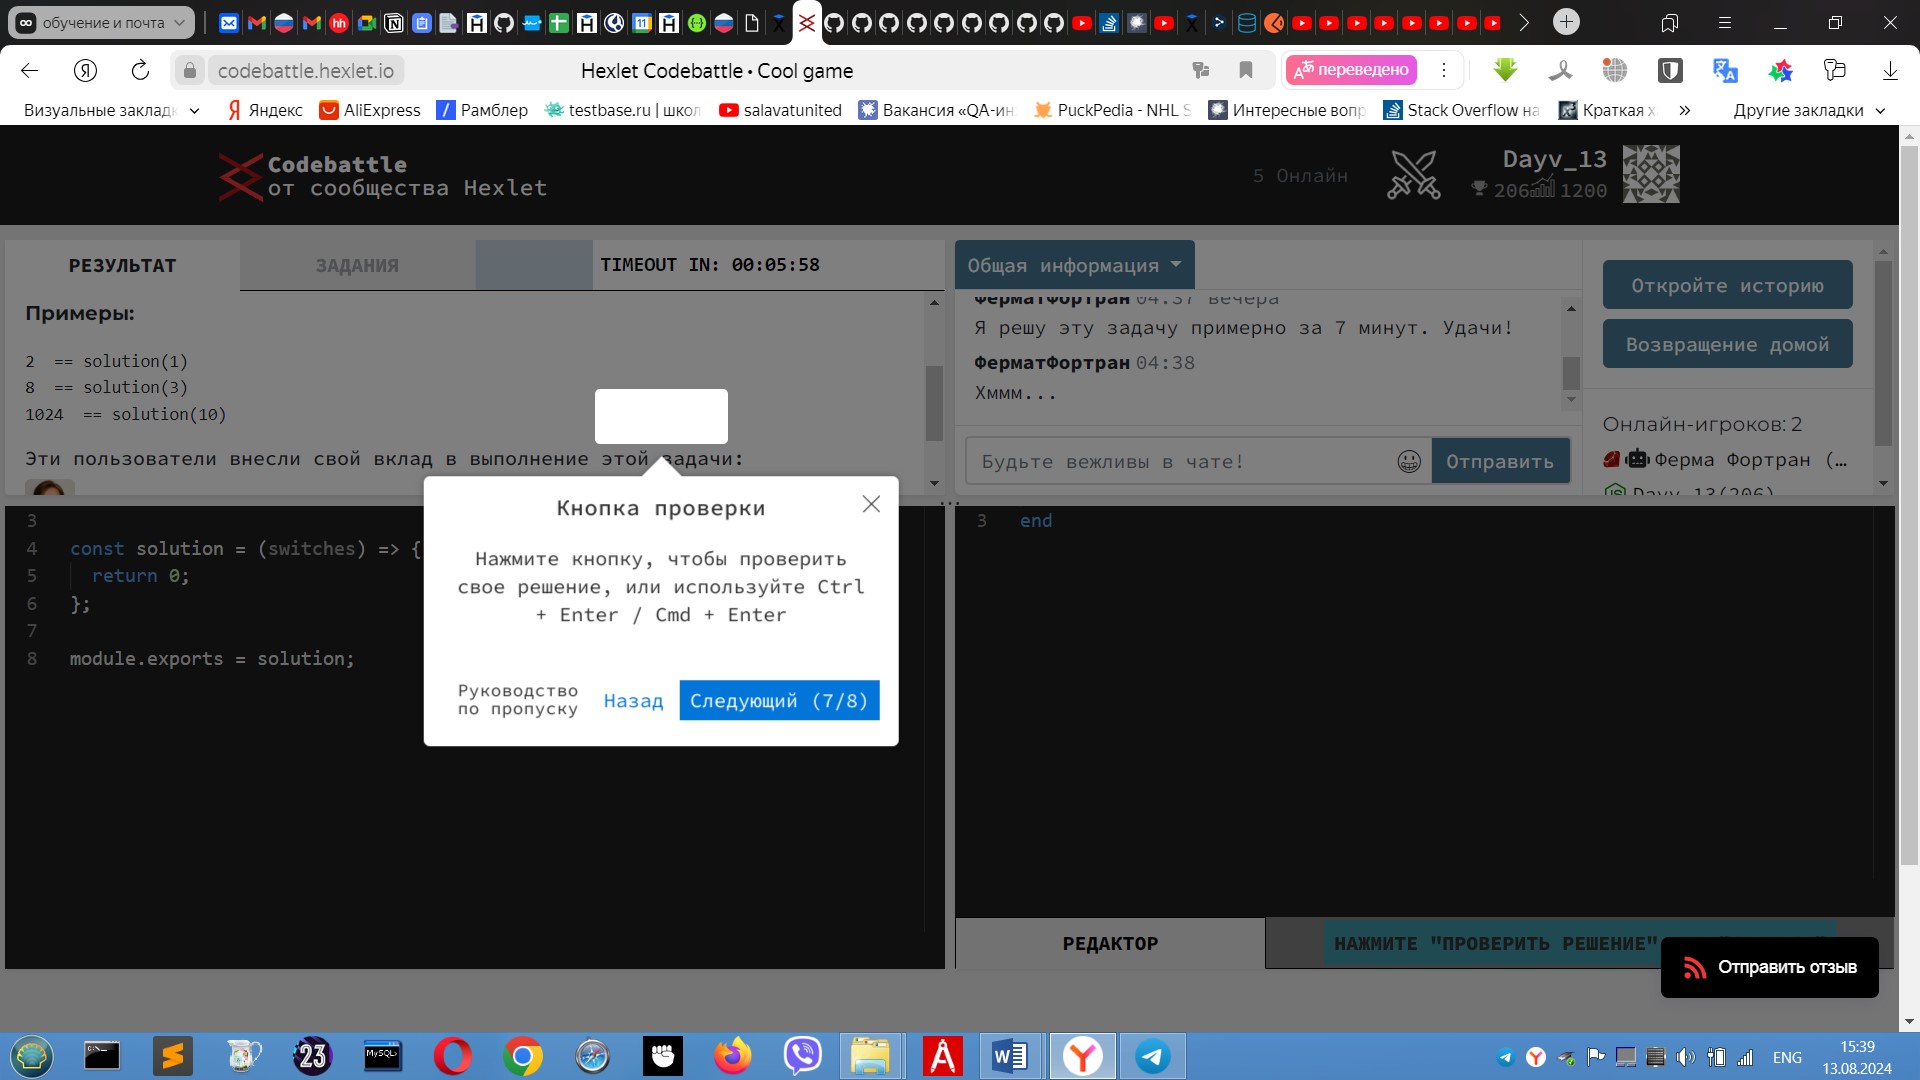 обучение и почта
codebattle.hexlet.io
Hexlet Codebattle • Cool game
переведено
Визуальные заклад
Яндекс
AliExpress
Рамблер
testbase.ru | школ
salavatunited
Вакансия «QA-ин
PuckPedia - NHL S
Интересные вопр
Stack Overflow на
Краткая х
Другие закладки
Codebattle
от сообщества Hexlet
5 Онлайн
Dayv_13
206 1200
РЕЗУЛЬТАТ
ЗАДАНИЯ
TIMEOUT IN: 00:05:58
Примеры:
2 == solution(1)
8 == solution(3)
1024 == solution(10)
Эти пользователи внесли свой вклад в выполнение этой задачи:
Общая информация
ФерматФортран 04:37 вечера
Я решу эту задачу примерно за 7 минут. Удачи!
ФерматФортран 04:38
Хммм...
Будьте вежливы в чате!
Отправить
Откройте историю
Возвращение домой
Онлайн-игроков: 2
Ферма Фортран (…
Dayv_13(206)
3
4 const solution = (switches) => {
5 return 0;
6 };
7
8 module.exports = solution;
Кнопка проверки
Нажмите кнопку, чтобы проверить
свое решение, или используйте Ctrl
+ Enter / Cmd + Enter
Руководство
по пропуску
Назад
Следующий (7/8)
3 end
РЕДАКТОР
НАЖМИТЕ "ПРОВЕРИТЬ РЕШЕНИЕ"
Отправить отзыв
23
MySQL
ENG
15:39
13.08.2024